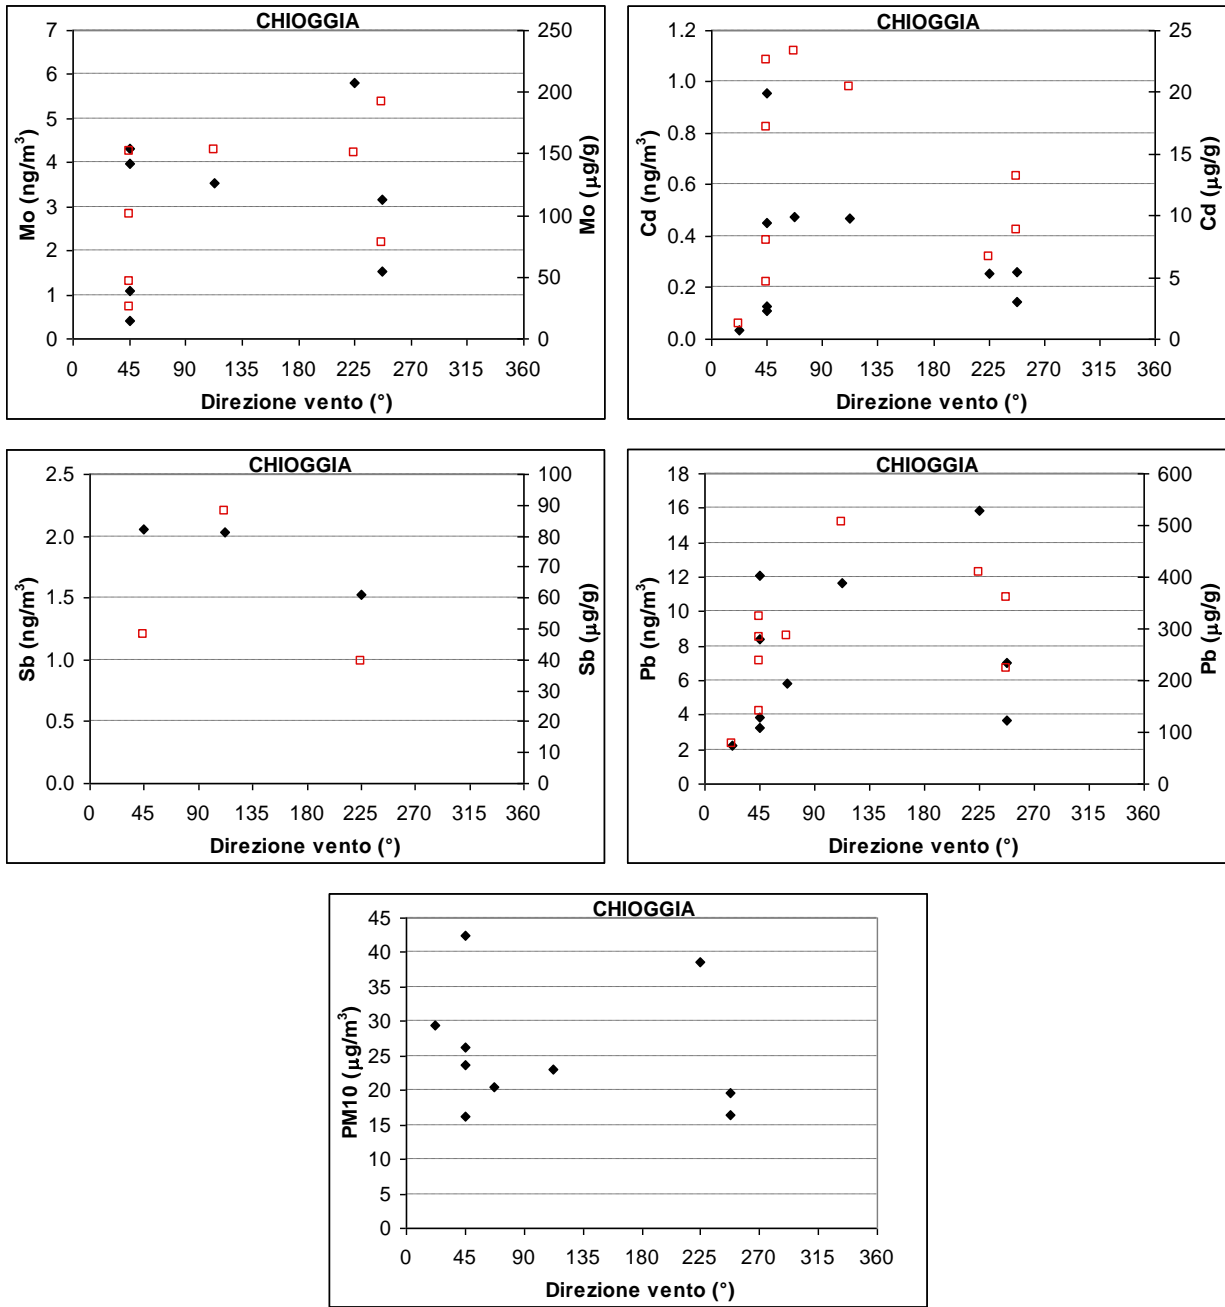 CHIOGGIA
7
6
5
4
3
2
1
0
250
200
150
100
50
0
0 45 90 135 180 225 270 315 360
Mo (ng/m³)
Mo (µg/g)
Direzione vento (°)
CHIOGGIA
1.2
1.0
0.8
0.6
0.4
0.2
0.0
25
20
15
10
5
0
0 45 90 135 180 225 270 315 360
Cd (ng/m³)
Cd (µg/g)
Direzione vento (°)
CHIOGGIA
2.5
2.0
1.5
1.0
0.5
0.0
100
90
80
70
60
50
40
30
20
10
0
0 45 90 135 180 225 270 315 360
Sb (ng/m³)
Sb (µg/g)
Direzione vento (°)
CHIOGGIA
18
16
14
12
10
8
6
4
2
0
600
500
400
300
200
100
0
0 45 90 135 180 225 270 315 360
Pb (ng/m³)
Pb (µg/g)
Direzione vento (°)
CHIOGGIA
45
40
35
30
25
20
15
10
5
0
0 45 90 135 180 225 270 315 360
PM10 (µg/m³)
Direzione vento (°)